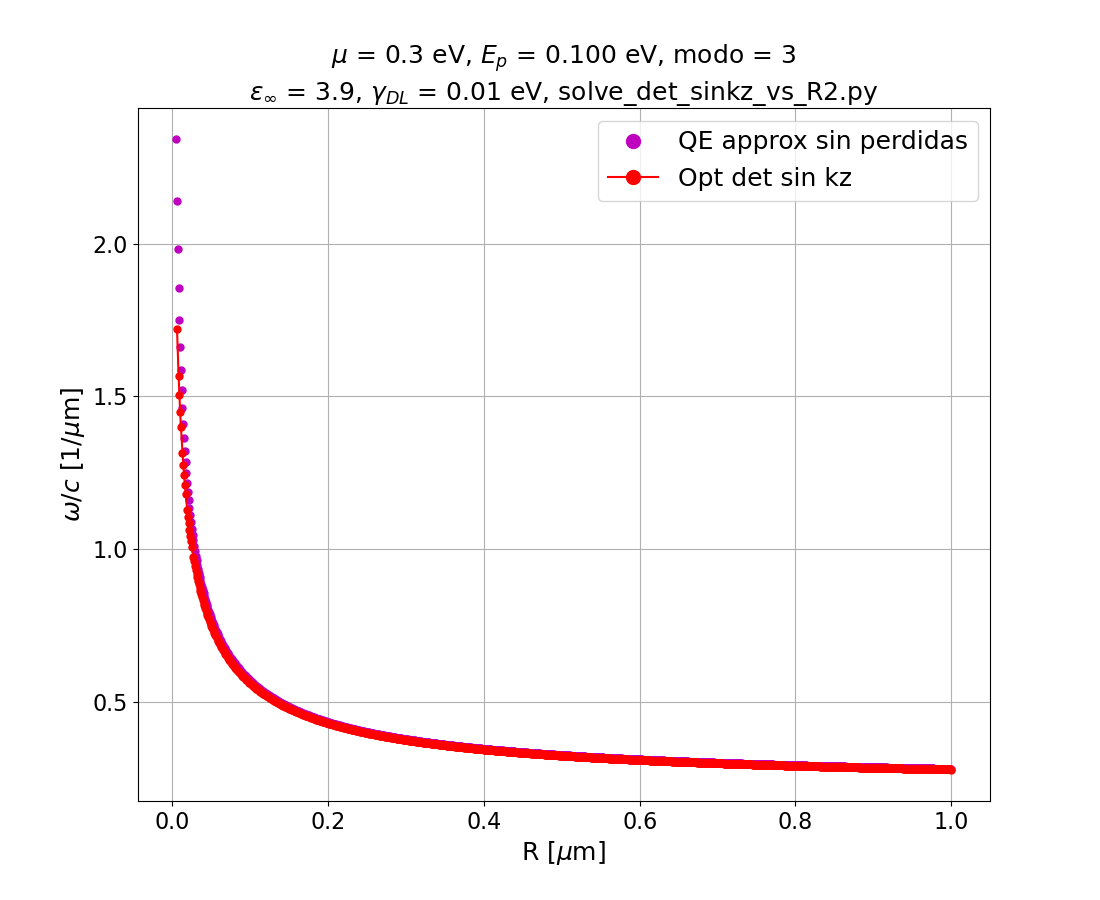 μ = 0.3 eV, E_p = 0.100 eV, modo = 3
ε_∞ = 3.9, γ_DL = 0.01 eV, solve_det_sinkz_vs_R2.py
QE approx sin perdidas
Opt det sin kz
2.0
1.5
1.0
0.5
ω/c [1/μm]
0.0 0.2 0.4 0.6 0.8 1.0
R [μm]